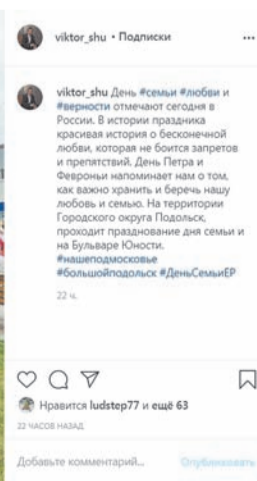 viktor_shu • Подписки
viktor_shu День #семьи #любви и
#верности отмечают сегодня в
России. В истории праздника
красивая история о бесконечной
любви, которая не боится запретов
и препятствий. День Петра и
Февроньи напоминает нам о том,
как важно хранить и беречь нашу
любовь и семью. На территории
Городского округа Подольск,
проходит празднование дня семьи и
на Бульваре Юности.
#нашеподмосковье
#большойподольск #ДеньСемьиЕР
22 ч.
Нравится ludstep77 и ещё 63
22 ЧАСОВ НАЗАД
Добавьте комментарий... Опубликовать